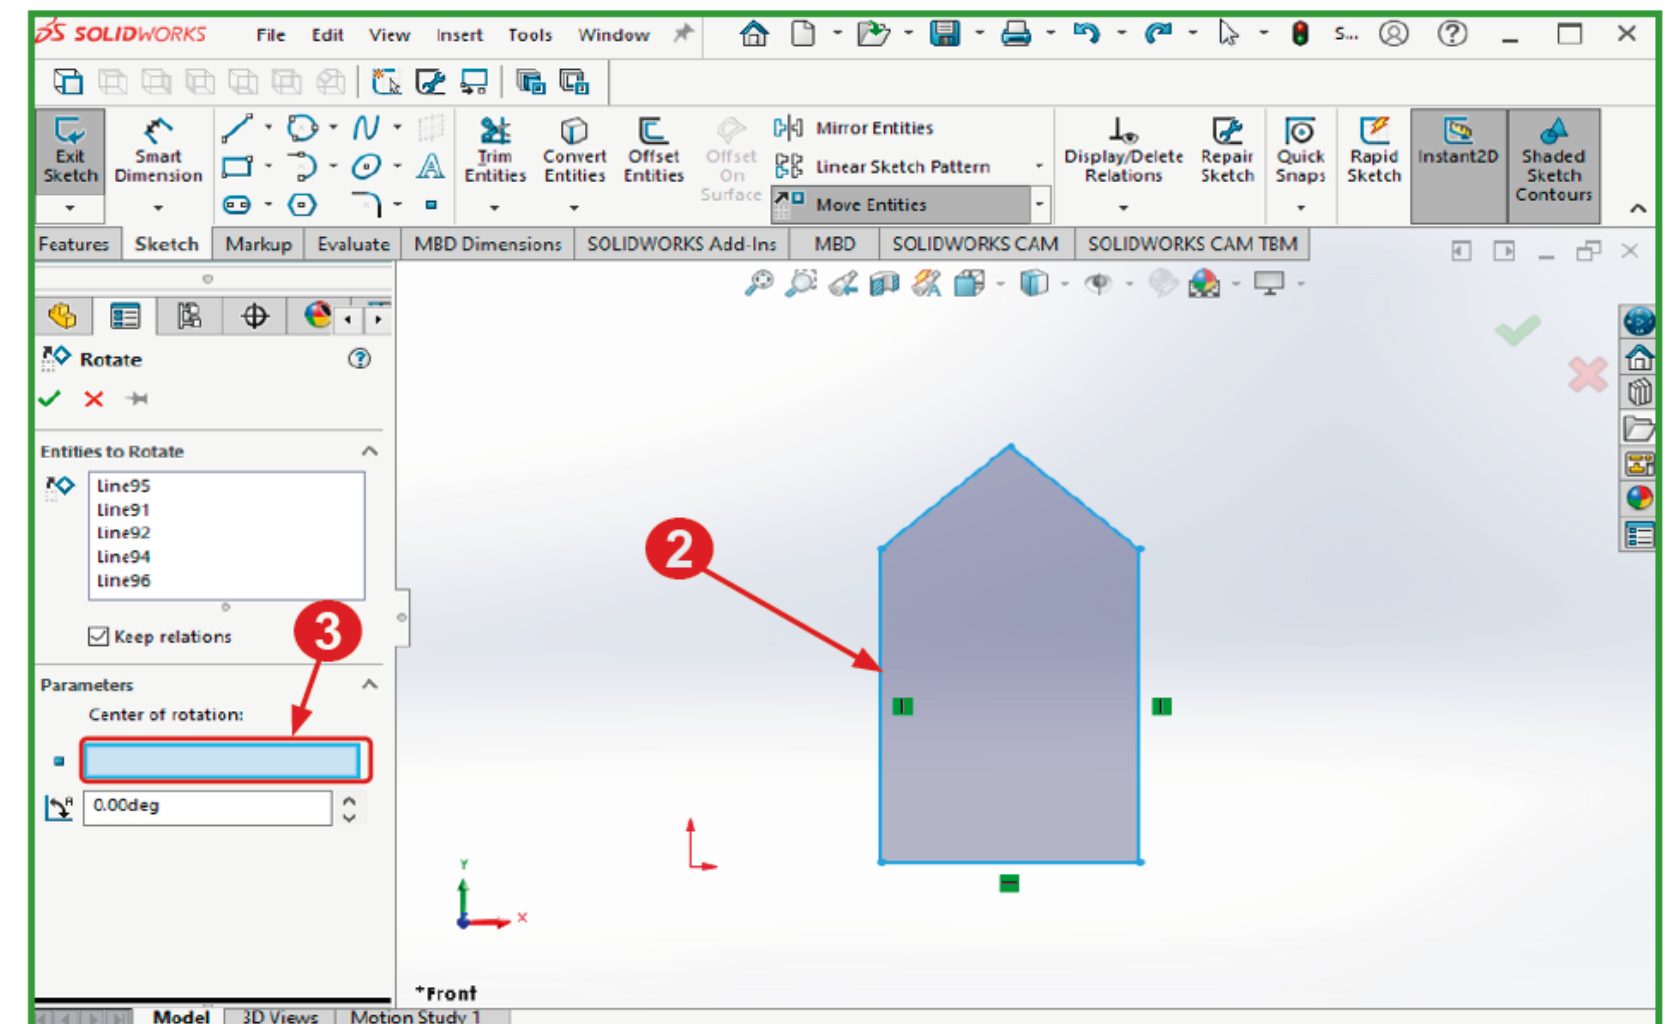 SOLIDWORKS File Edit View Insert Tools Window S...
Exit Sketch
Smart Dimension
Trim Entities
Convert Entities
Offset Entities
Offset On Surface
Mirror Entities
Linear Sketch Pattern
Move Entities
Display/Delete Relations
Repair Sketch
Quick Snaps
Rapid Sketch
Instant2D
Shaded Sketch Contours
Features Sketch Markup Evaluate MBD Dimensions SOLIDWORKS Add-Ins MBD SOLIDWORKS CAM SOLIDWORKS CAM TBM
Rotate
Entities to Rotate
Line95
Line91
Line92
Line94
Line96
Keep relations
3
2
Parameters
Center of rotation:
0.00deg
Y
X
*Front
Model 3D Views Motion Study 1